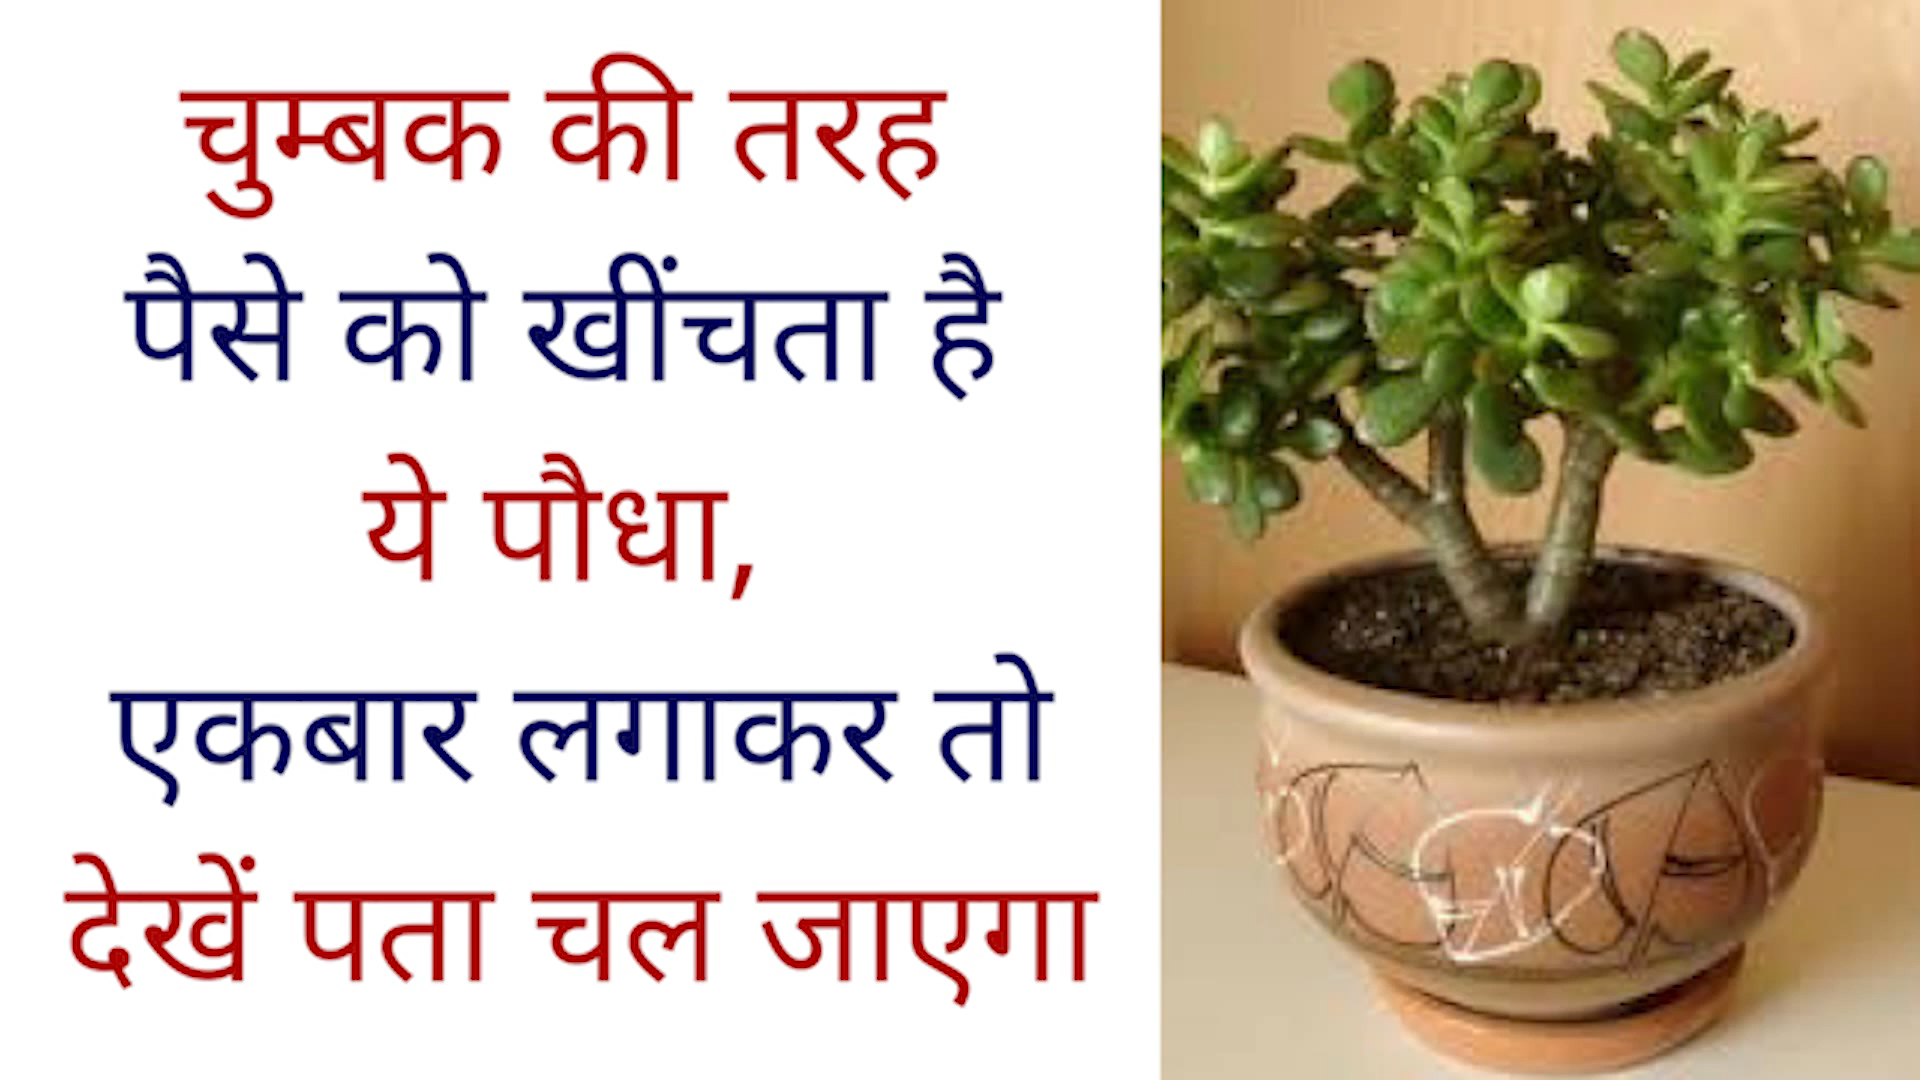 चुम्बक की तरह
पैसे को खींचता है
ये पौधा,
एकबार लगाकर तो
देखें पता चल जाएगा